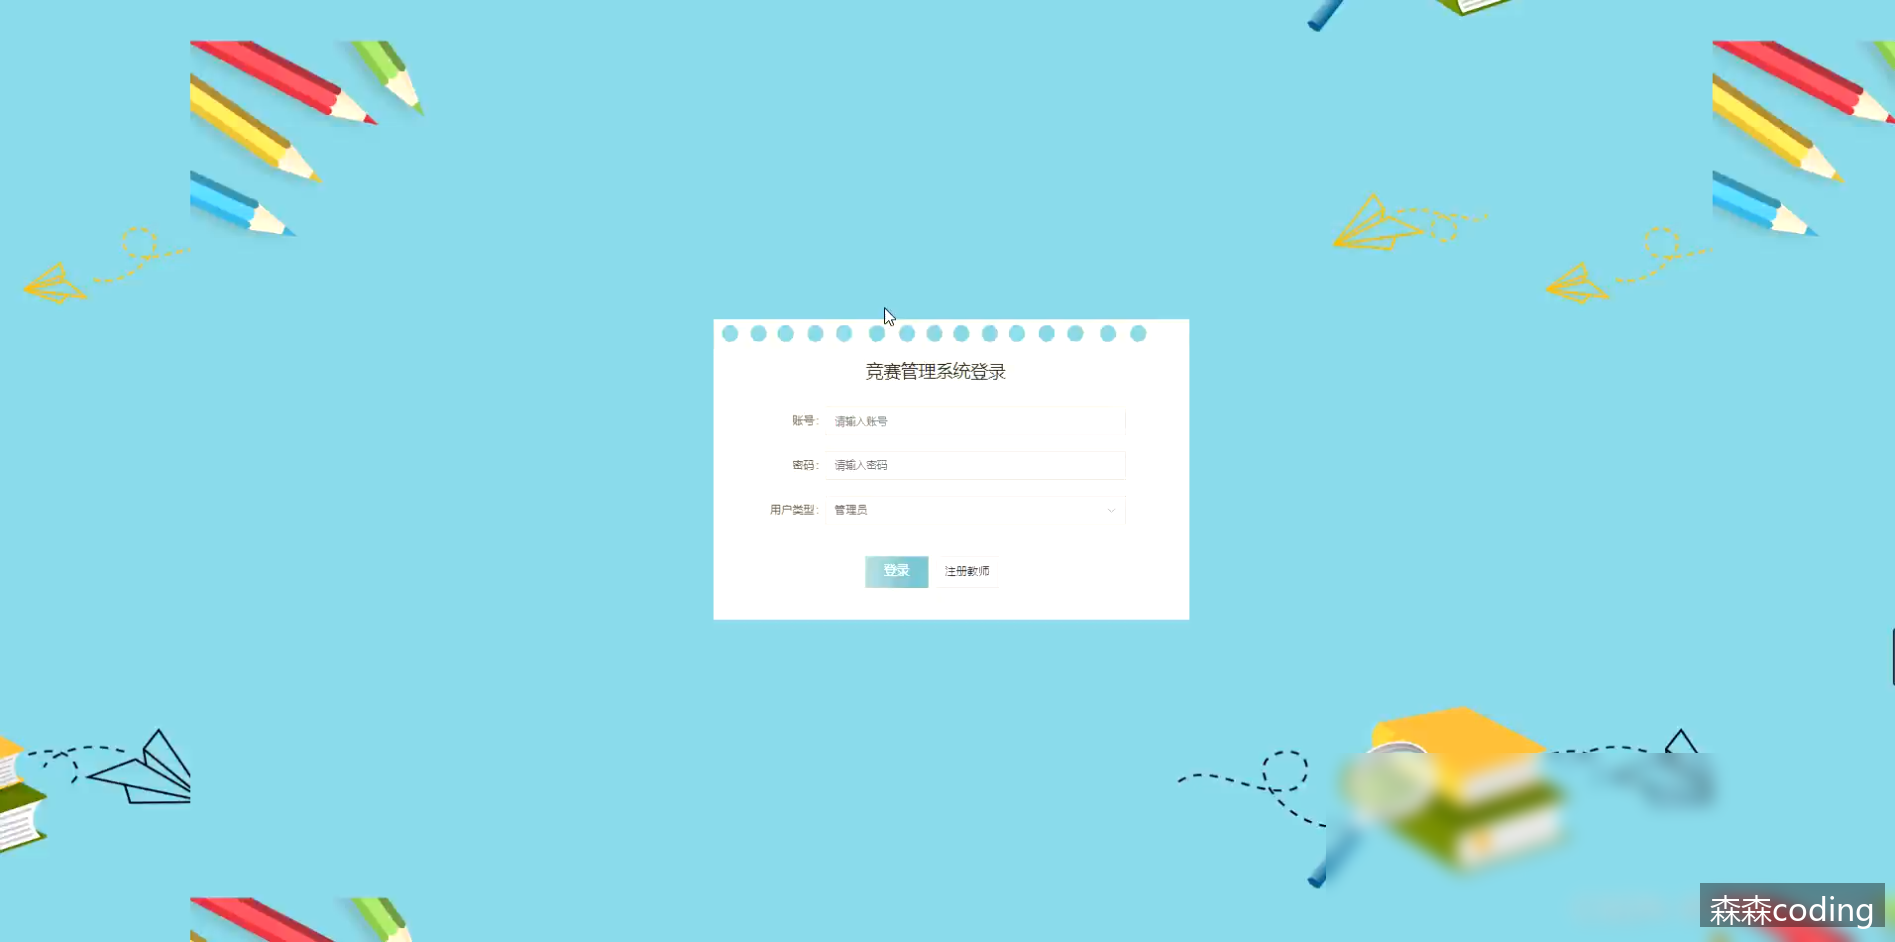 竞赛管理系统登录
账号：
请输入账号
密码：
请输入密码
用户类型：
管理员
登录
注册教师
森森coding